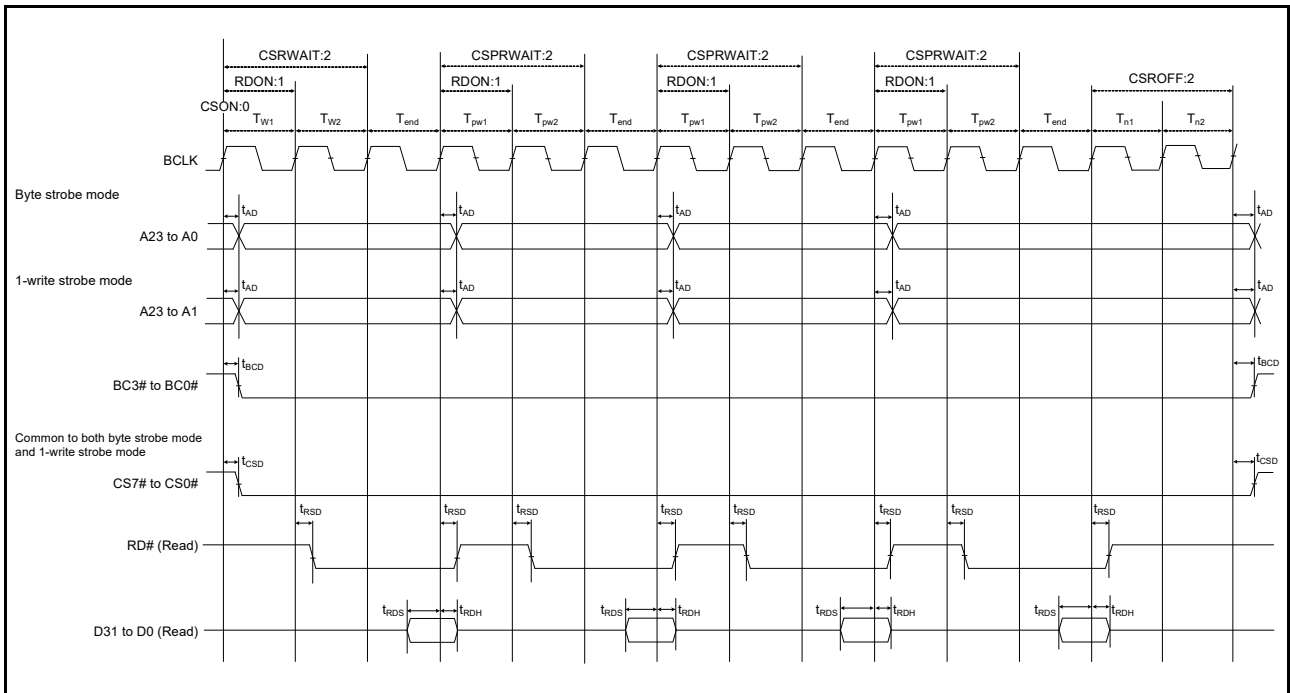 CSRWAIT:2 CSPRWAIT:2 CSPRWAIT:2 CSPRWAIT:2
RDON:1 RDON:1 RDON:1 RDON:1 CSROFF:2
CSON:0
TW1 TW2 Tend Tpw1 Tpw2 Tend Tpw1 Tpw2 Tend Tpw1 Tpw2 Tend Tn1 Tn2
BCLK
Byte strobe mode
tAD tAD tAD tAD tAD
A23 to A0
1-write strobe mode
tAD tAD tAD tAD tAD
A23 to A1
tBCD tBCD
BC3# to BC0#
Common to both byte strobe mode
and 1-write strobe mode
tCSD tCSD
CS7# to CS0#
tRSD tRSD tRSD tRSD tRSD tRSD tRSD tRSD
RD# (Read)
tRDS tRDH tRDS tRDH tRDS tRDH tRDS tRDH
D31 to D0 (Read)